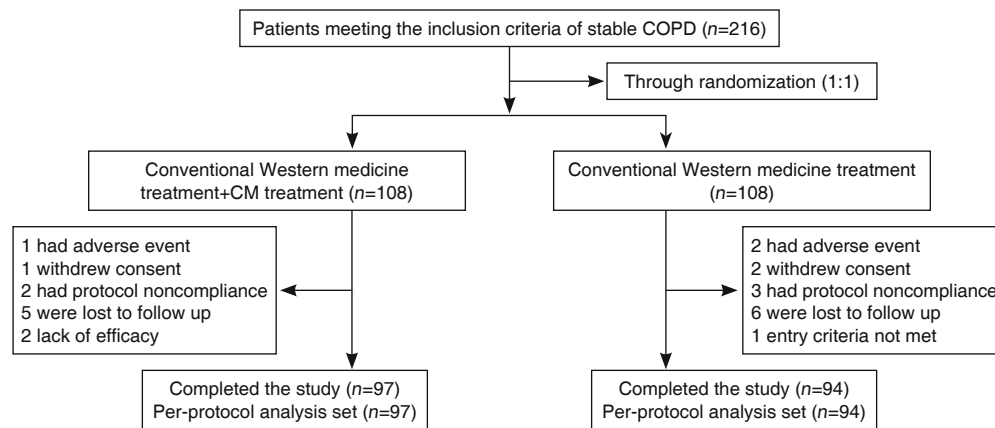 Patients meeting the inclusion criteria of stable COPD (n=216)
Through randomization (1:1)
Conventional Western medicine
treatment+CM treatment (n=108)
Conventional Western medicine treatment
(n=108)
1 had adverse event
1 withdrew consent
2 had protocol noncompliance
5 were lost to follow up
2 lack of efficacy
2 had adverse event
2 withdrew consent
3 had protocol noncompliance
6 were lost to follow up
1 entry criteria not met
Completed the study (n=97)
Per-protocol analysis set (n=97)
Completed the study (n=94)
Per-protocol analysis set (n=94)